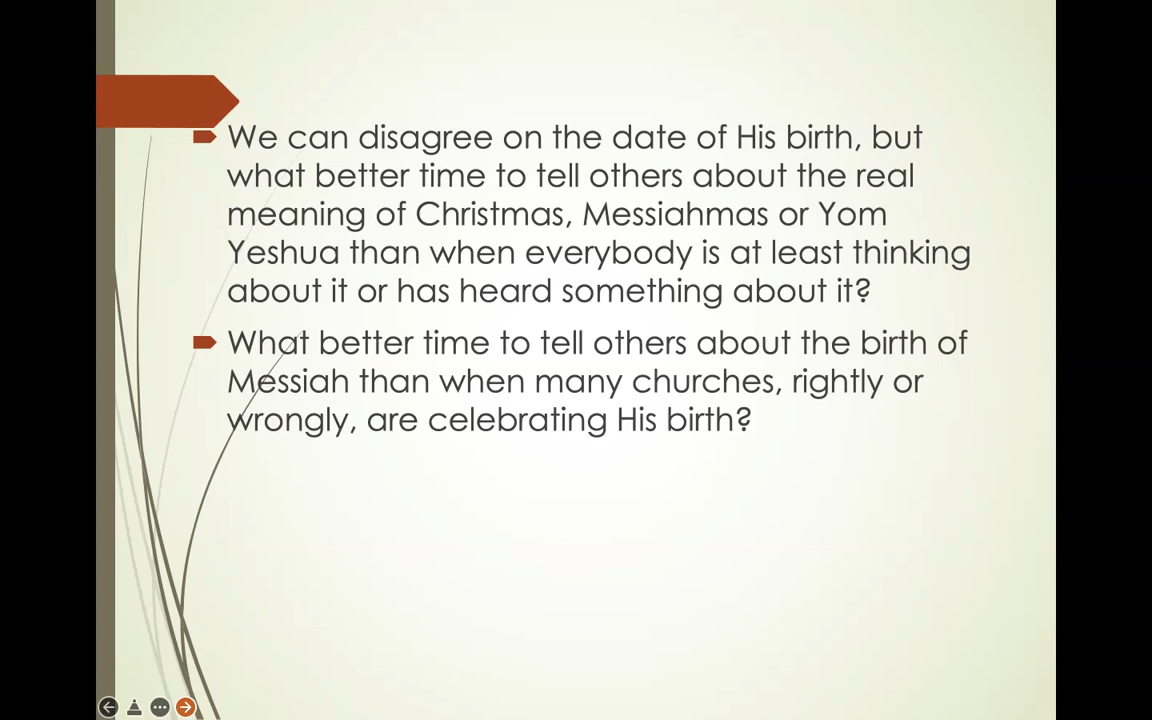 We can disagree on the date of His birth, but
what better time to tell others about the real
meaning of Christmas, Messiahmas or Yom
Yeshua than when everybody is at least thinking
about it or has heard something about it?
What better time to tell others about the birth of
Messiah than when many churches, rightly or
wrongly, are celebrating His birth?